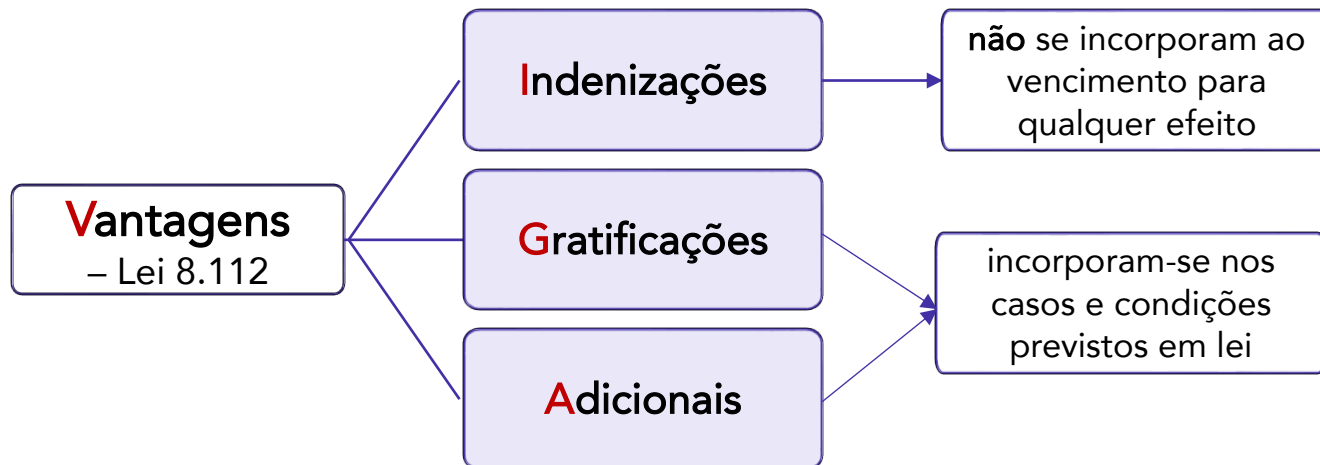 Vantagens
– Lei 8.112
Indenizações
não se incorporam ao
vencimento para
qualquer efeito
Gratificações
Adicionais
incorporam-se nos
casos e condições
previstos em lei